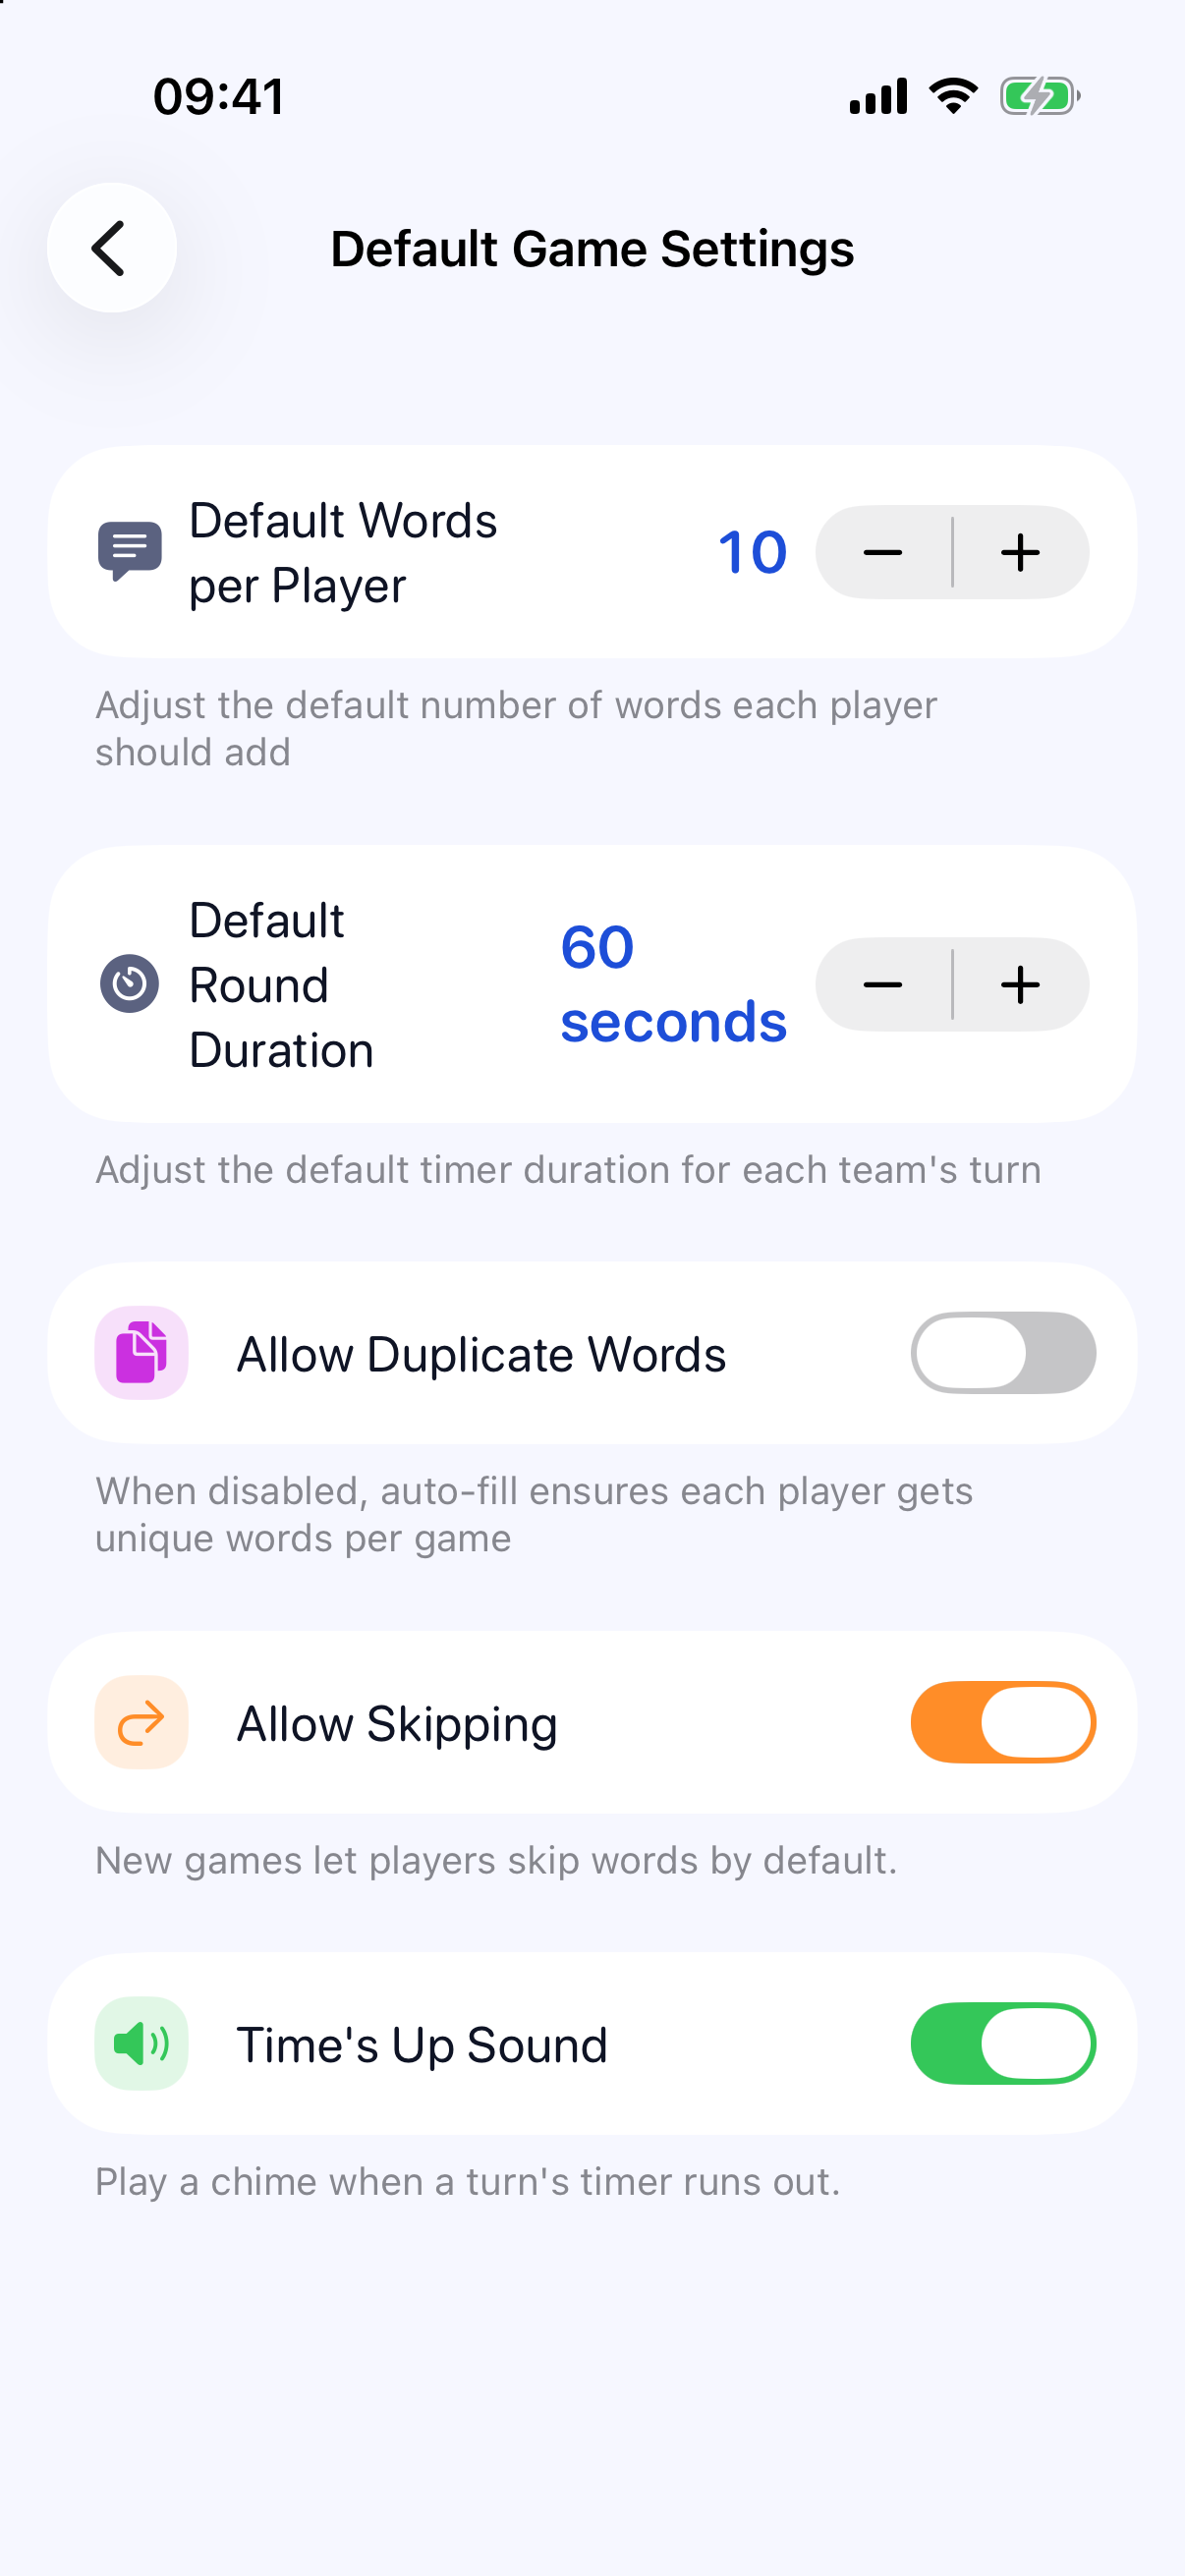 09:41
Default Game Settings
Default Words
per Player
10
Adjust the default number of words each player
should add
Default
Round
Duration
60
seconds
Adjust the default timer duration for each team's turn
Allow Duplicate Words
When disabled, auto-fill ensures each player gets
unique words per game
Allow Skipping
New games let players skip words by default.
Time's Up Sound
Play a chime when a turn's timer runs out.